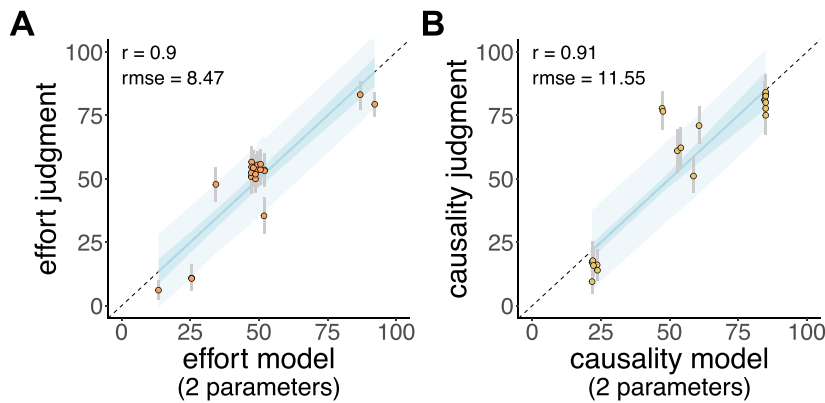 A
r = 0.9
rmse = 8.47
effort judgment
100
75
50
25
0
0 25 50 75 100
effort model
(2 parameters)
B
r = 0.91
rmse = 11.55
causality judgment
100
75
50
25
0
0 25 50 75 100
causality model
(2 parameters)